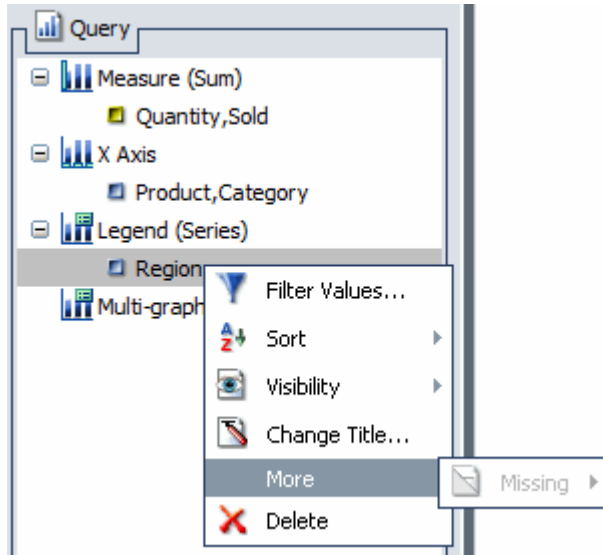 Query
Measure (Sum)
Quantity,Sold
X Axis
Product,Category
Legend (Series)
Region
Filter Values...
Multi-graph
Sort
Visibility
Change Title...
More
Missing
Delete